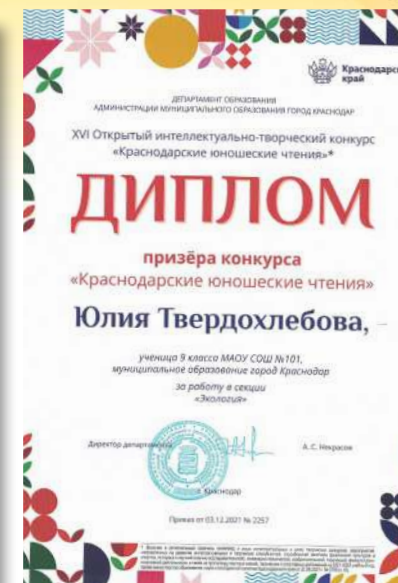 Краснодарский
край
ДЕПАРТАМЕНТ ОБРАЗОВАНИЯ
АДМИНИСТРАЦИИ МУНИЦИПАЛЬНОГО ОБРАЗОВАНИЯ ГОРОД КРАСНОДАР
XVI Открытый интеллектуально-творческий конкурс
«Краснодарские юношеские чтения»*
ДИПЛОМ
призёра конкурса
«Краснодарские юношеские чтения»
Юлия Твердохлебова,
ученица 9 класса МАОУ СОШ №101,
муниципальное образование город Краснодар
за работу в секции
«Экология»
Директор департамента
А. С. Некрасов
г. Краснодар
Приказ от 03.12.2021 № 2257